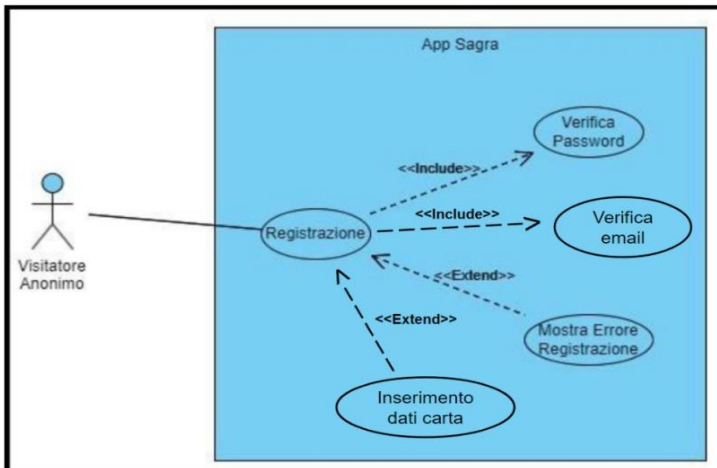 App Sagra
Verifica
Password
<<Include>>
<<Include>>
Verifica
email
Registrazione
Visitatore
Anonimo
<<Extend>>
<<Extend>>
Mostra Errore
Registrazione
Inserimento
dati carta